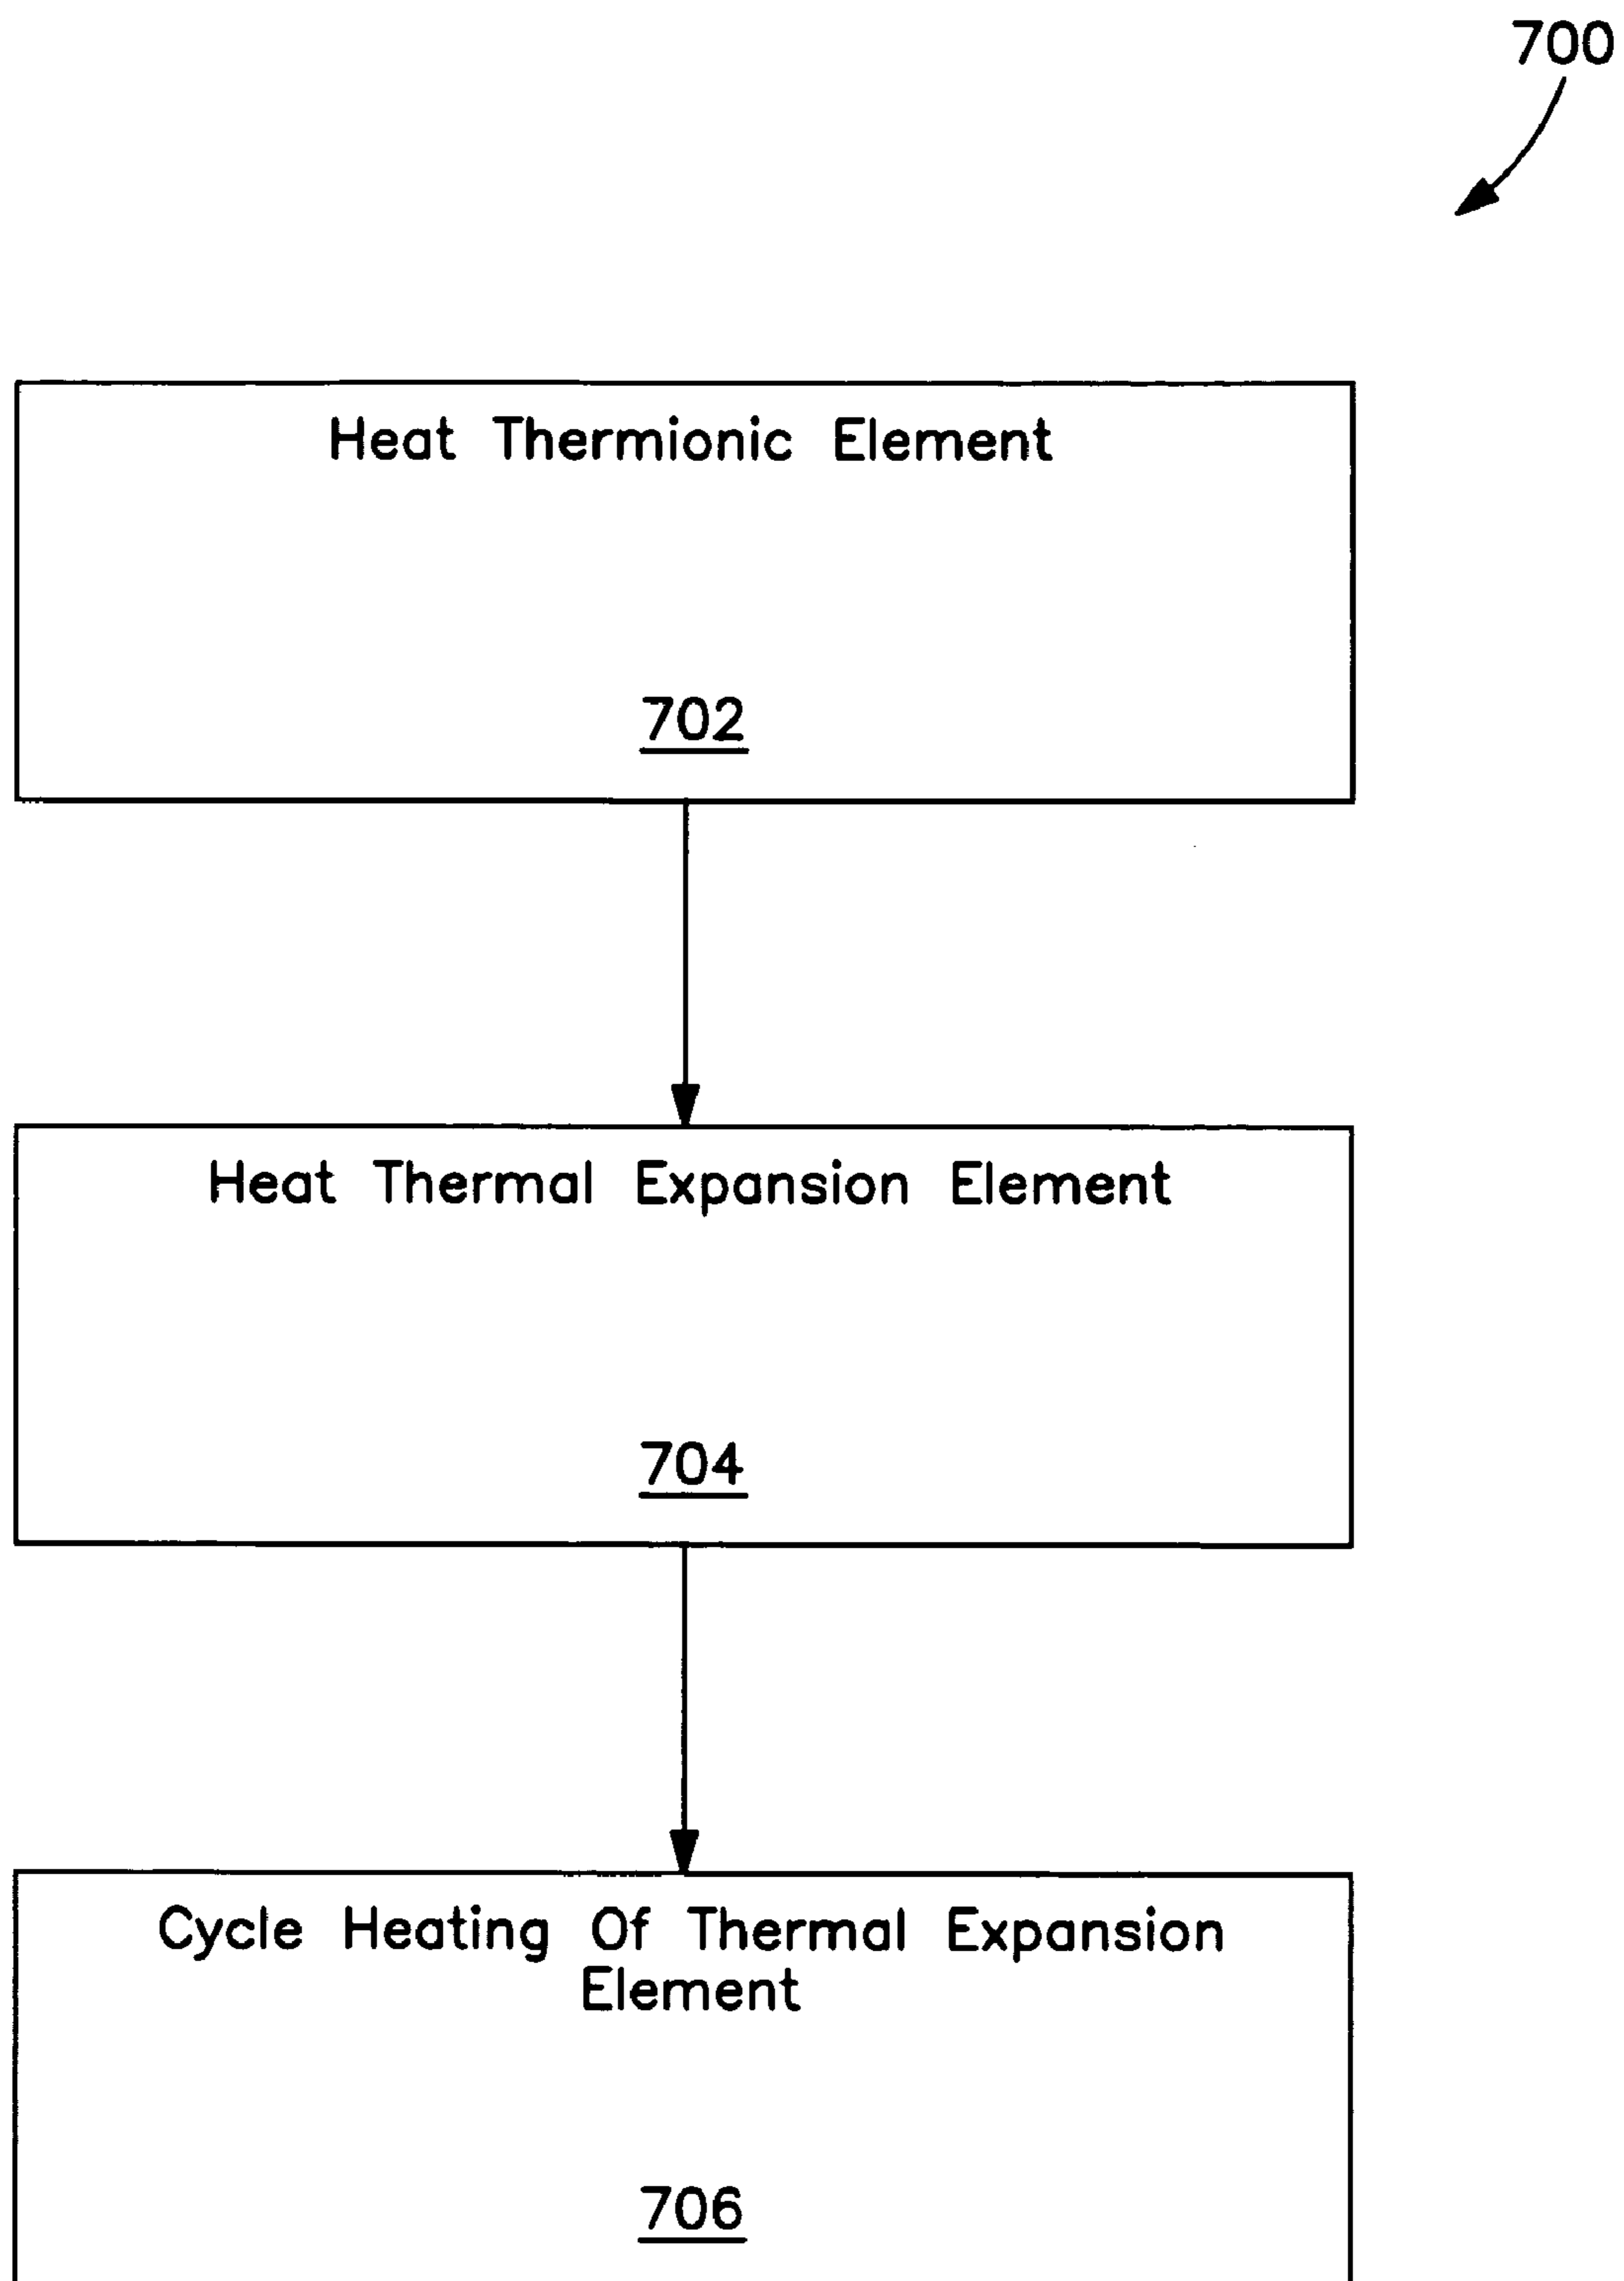 700
Heat Thermionic Element
702
Heat Thermal Expansion Element
704
Cycle Heating Of Thermal Expansion
Element
706